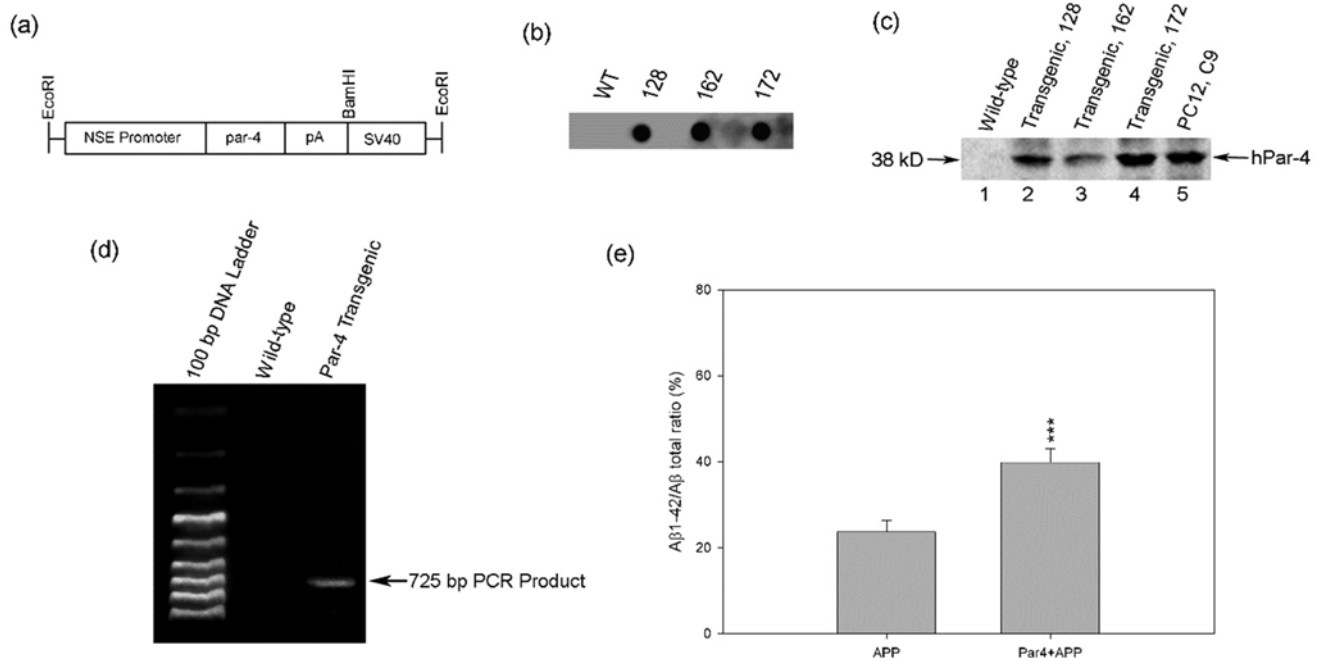 (a)
EcoRI
BamHI
EcoRI
NSE Promoter
par-4
pA
SV40
(b)
WT
128
162
172
(c)
Wild-type
Transgenic, 128
Transgenic, 162
Transgenic, 172
PC12, C9
38 kD
hPar-4
1 2 3 4 5
(d)
100 bp DNA Ladder
Wild-type
Par-4 Transgenic
725 bp PCR Product
(e)
Aβ1-42/Aβ total ratio (%)
80
60
40
20
0
***
APP
Par4+APP